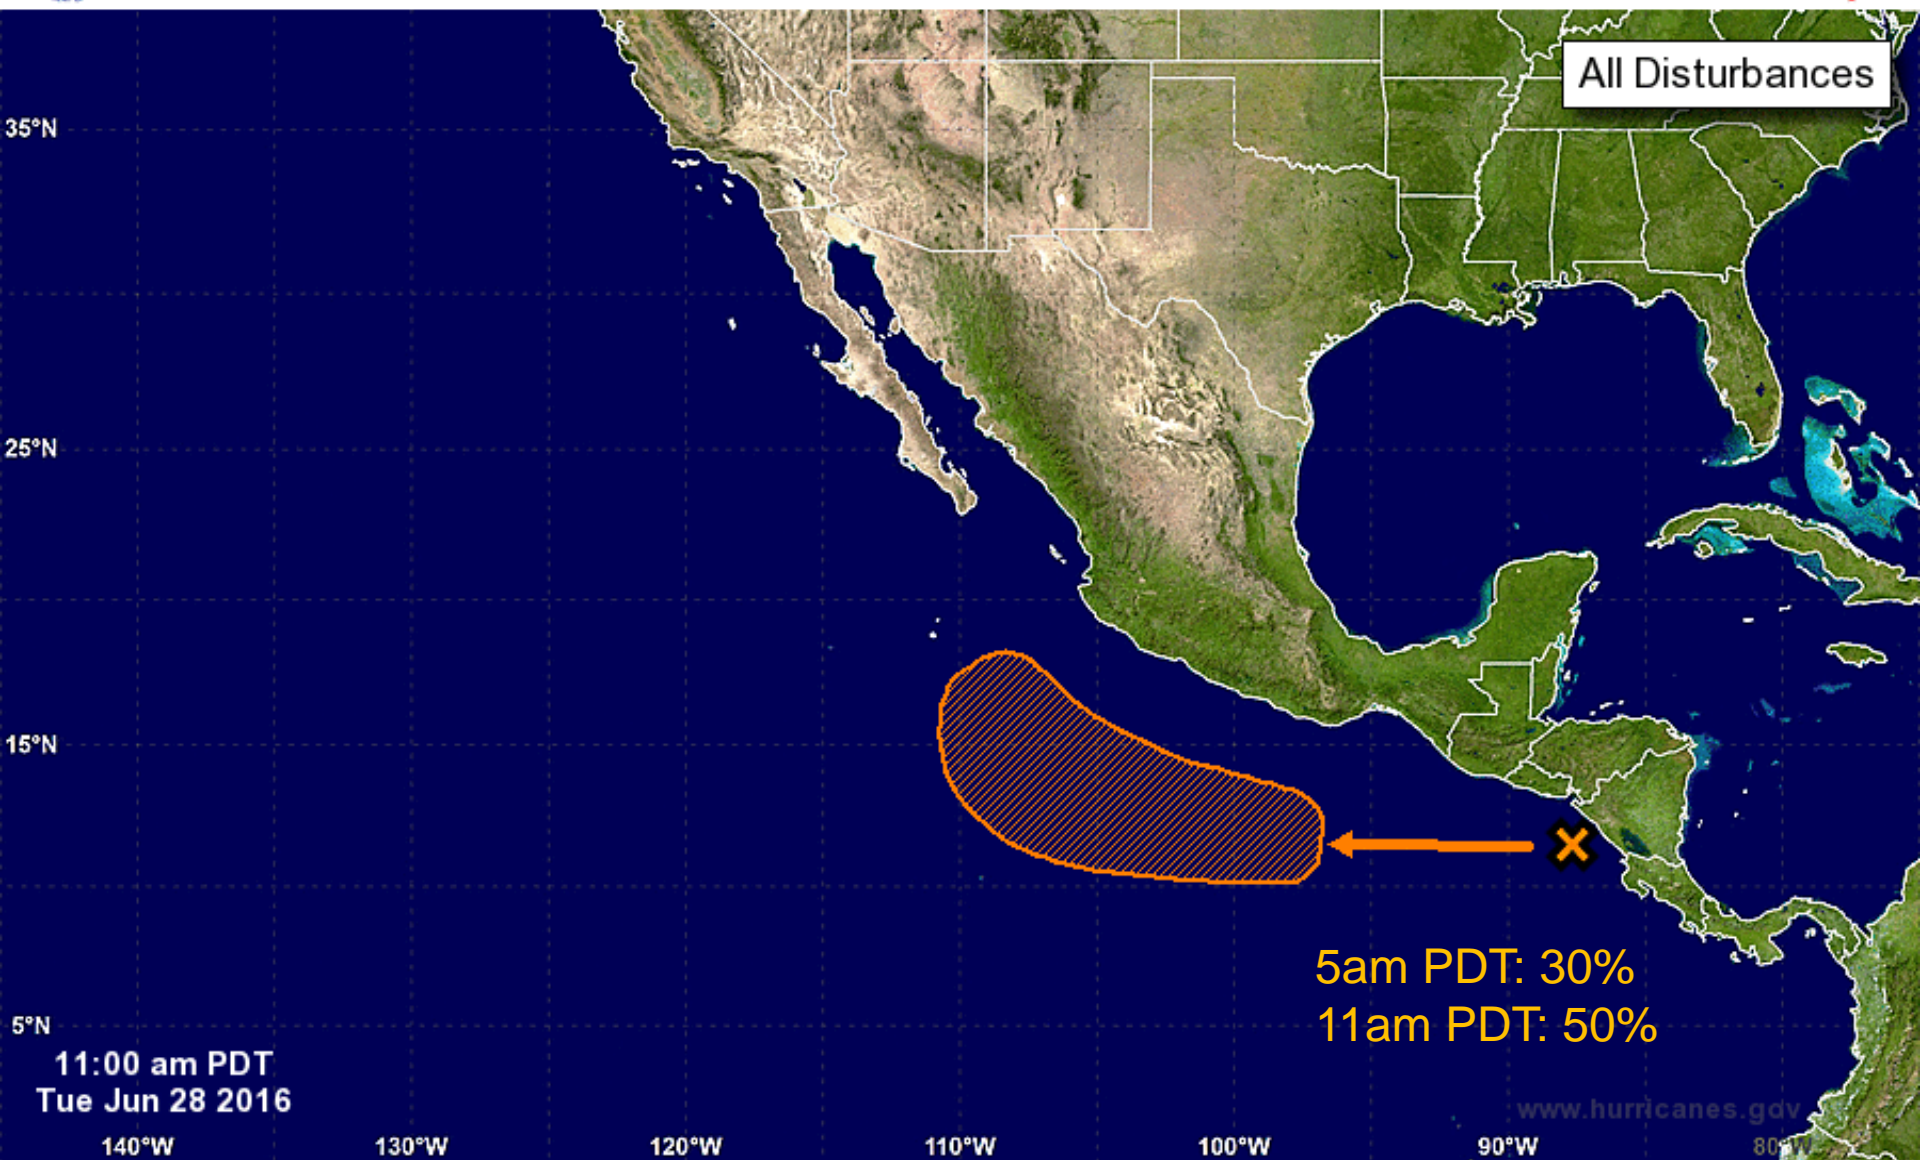 All Disturbances
35°N
25°N
15°N
5°N
5am PDT: 30%
11am PDT: 50%
11:00 am PDT
Tue Jun 28 2016
www.hurricanes.gov
140°W 130°W 120°W 110°W 100°W 90°W 80°W